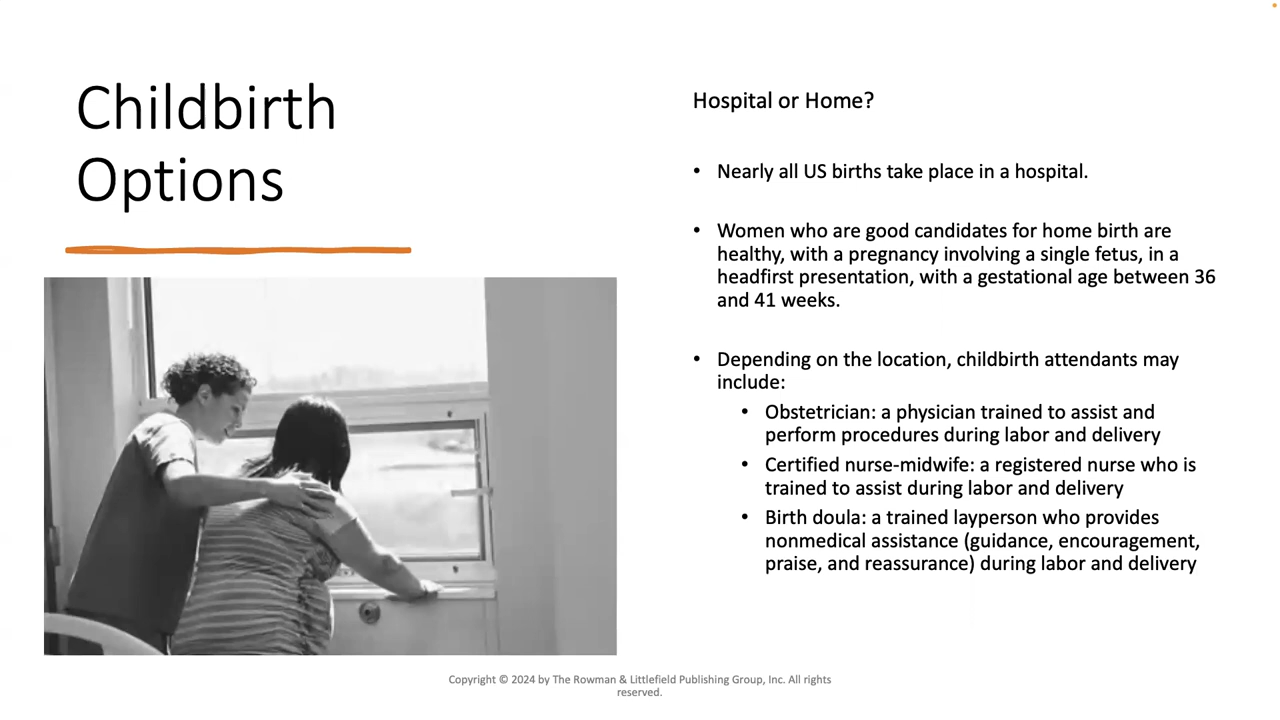 Childbirth
Options
Hospital or Home?
• Nearly all US births take place in a hospital.
• Women who are good candidates for home birth are
healthy, with a pregnancy involving a single fetus, in a
headfirst presentation, with a gestational age between 36
and 41 weeks.
• Depending on the location, childbirth attendants may
include:
• Obstetrician: a physician trained to assist and
perform procedures during labor and delivery
• Certified nurse-midwife: a registered nurse who is
trained to assist during labor and delivery
• Birth doula: a trained layperson who provides
nonmedical assistance (guidance, encouragement,
praise, and reassurance) during labor and delivery
Copyright © 2024 by The Rowman & Littlefield Publishing Group, Inc. All rights
reserved.